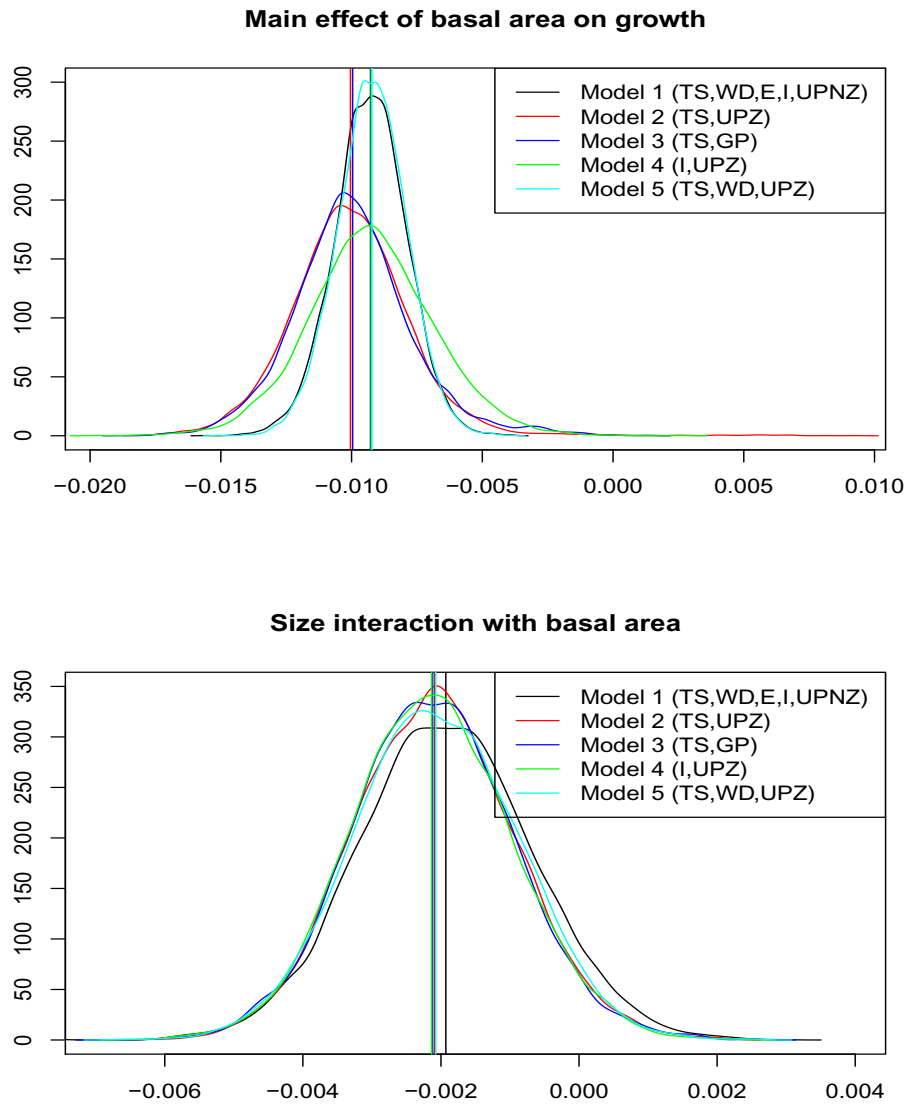 Main effect of basal area on growth
300
250
200
150
100
50
0
Model 1 (TS,WD,E,I,UPNZ)
Model 2 (TS,UPZ)
Model 3 (TS,GP)
Model 4 (I,UPZ)
Model 5 (TS,WD,UPZ)
−0.020 −0.015 −0.010 −0.005 0.000 0.005 0.010
Size interaction with basal area
350
300
250
200
150
100
50
0
Model 1 (TS,WD,E,I,UPNZ)
Model 2 (TS,UPZ)
Model 3 (TS,GP)
Model 4 (I,UPZ)
Model 5 (TS,WD,UPZ)
−0.006 −0.004 −0.002 0.000 0.002 0.004